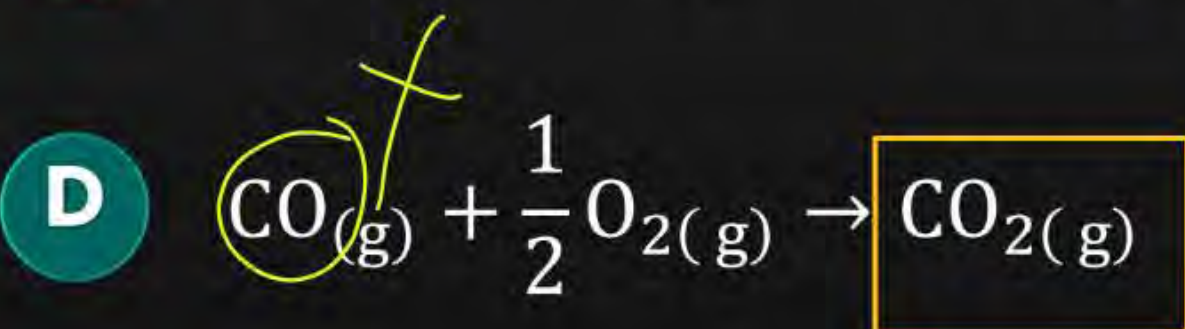 D CO(g) + 1/2 O2( g) → CO2( g)